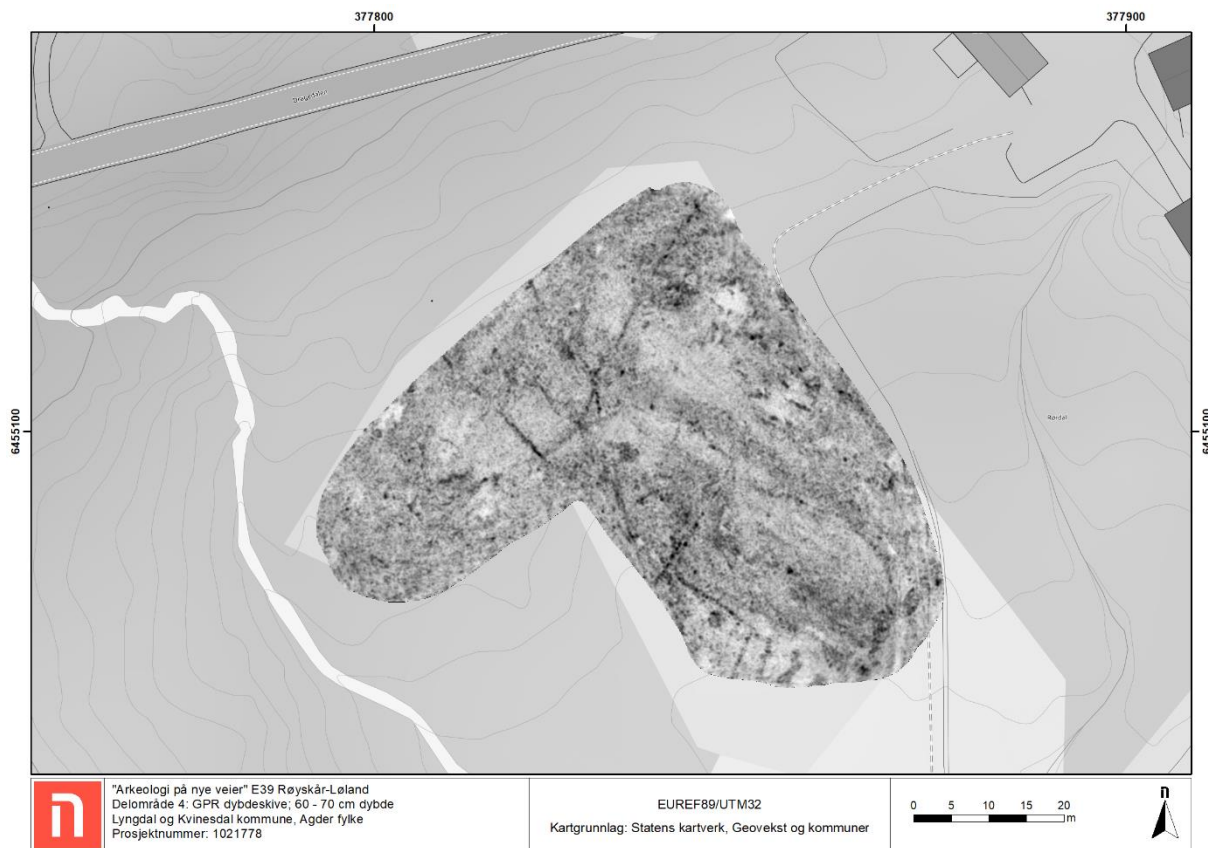 377800
377900
Drøgedalen
6455100
6455100
Rørdal
"Arkeologi på nye veier" E39 Røyskår-Løland
Delområde 4: GPR dybdeskive; 60 - 70 cm dybde
Lyngdal og Kvinesdal kommune, Agder fylke
Prosjektnummer: 1021778
EUREF89/UTM32
Kartgrunnlag: Statens kartverk, Geovekst og kommuner
0 5 10 15 20
m
n